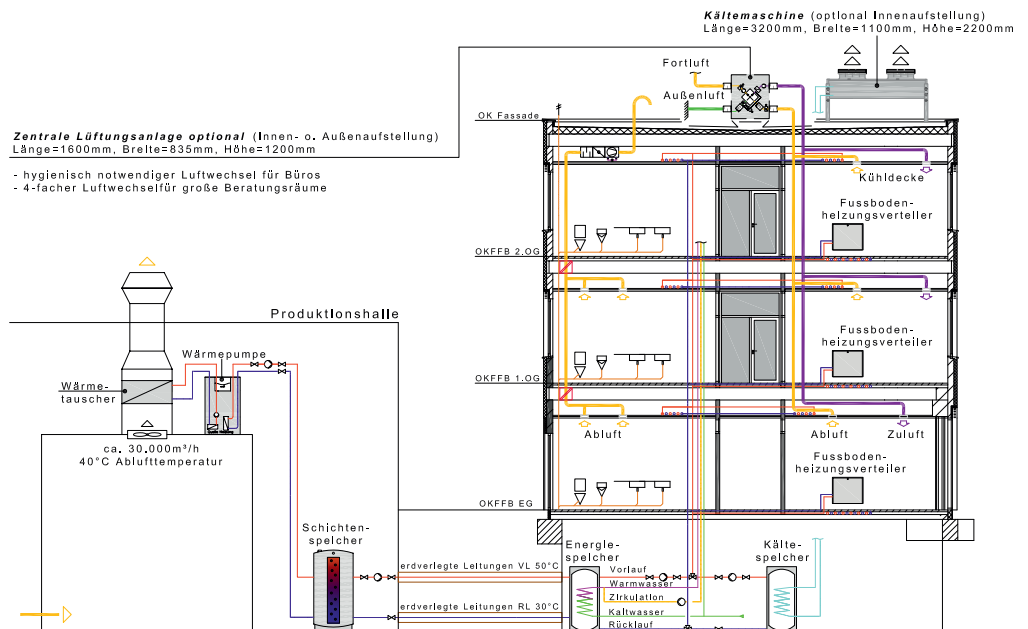 Kältemaschine (optional Innenaufstellung)
Länge=3200mm, Breite=1100mm, Höhe=2200mm
Fortluft
Außenluft
OK Fassade
Zentrale Lüftungsanlage optional (Innen- o. Außenaufstellung)
Länge=1600mm, Breite=835mm, Höhe=1200mm
- hygienisch notwendiger Luftwechsel für Büros
- 4-facher Luftwechselfür große Beratungsräume
Kühldecke
Fussboden-
heizungsverteiler
OKFFB 2.OG
Produktionshalle
Wärmepumpe
Fussboden-
heizungsverteiler
Wärme-
tauscher
OKFFB 1.OG
Abluft
Abluft
Zuluft
ca. 30.000m³/h
40°C Ablufttemperatur
Fussboden-
heizungsverteiler
OKFFB EG
Schichten-
speicher
Energie-
speicher
Kälte-
speicher
erdverlegte Leitungen VL 50°C
Vorlauf
Warmwasser
Zirkulation
erdverlegte Leitungen RL 30°C
Kaltwasser
Rücklauf